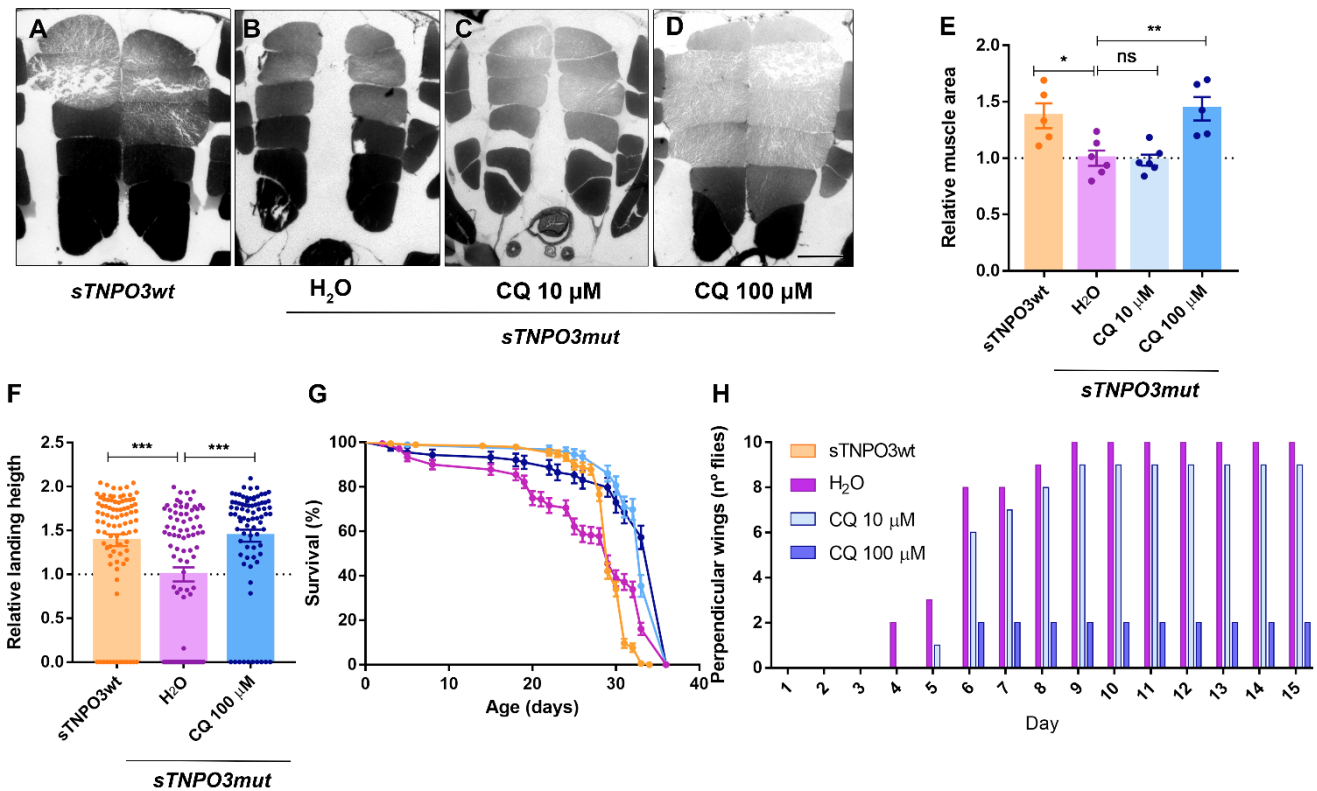 A
B
C
D
sTNPO3wt
H2O
CQ 10 μM
CQ 100 μM
sTNPO3mut
E
**
*
ns
2.0
1.5
1.0
0.5
0.0
Relative muscle area
sTNPO3wt
H2O
CQ 10 μM
CQ 100 μM
sTNPO3mut
F
***
***
2.5
2.0
1.5
1.0
0.5
0.0
Relative landing heigth
sTNPO3wt
H2O
CQ 100 μM
sTNPO3mut
G
100
80
60
40
20
0
Survival (%)
0 10 20 30 40
Age (days)
H
10
8
6
4
2
0
Perpendicular wings (nº flies)
sTNPO3wt
H2O
CQ 10 μM
CQ 100 μM
1 2 3 4 5 6 7 8 9 10 11 12 13 14 15
Day